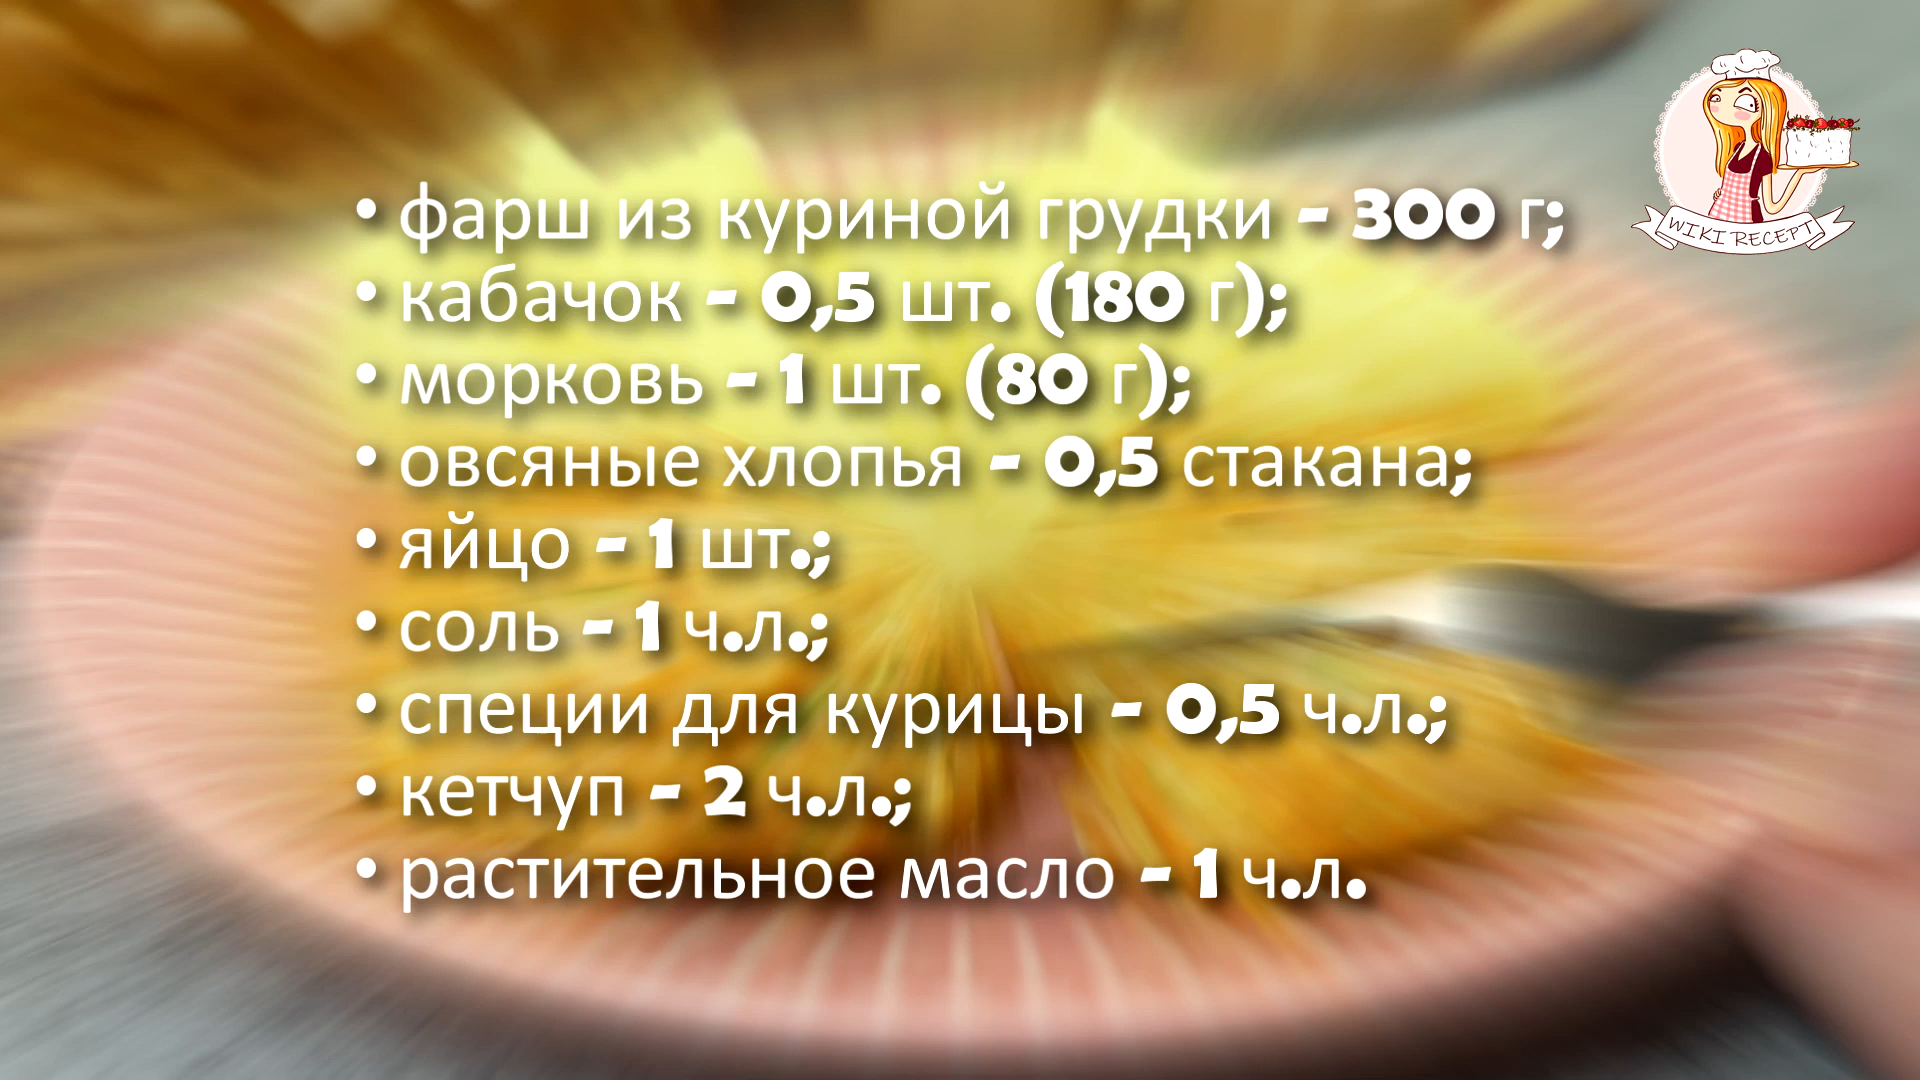 • фарш из куриной грудки - 300 г;
• кабачок - 0,5 шт. (180 г);
• морковь - 1 шт. (80 г);
• овсяные хлопья - 0,5 стакана;
• яйцо - 1 шт.;
• соль - 1 ч.л.;
• специи для курицы - 0,5 ч.л.;
• кетчуп - 2 ч.л.;
• растительное масло - 1 ч.л.
WIKI RECEPT